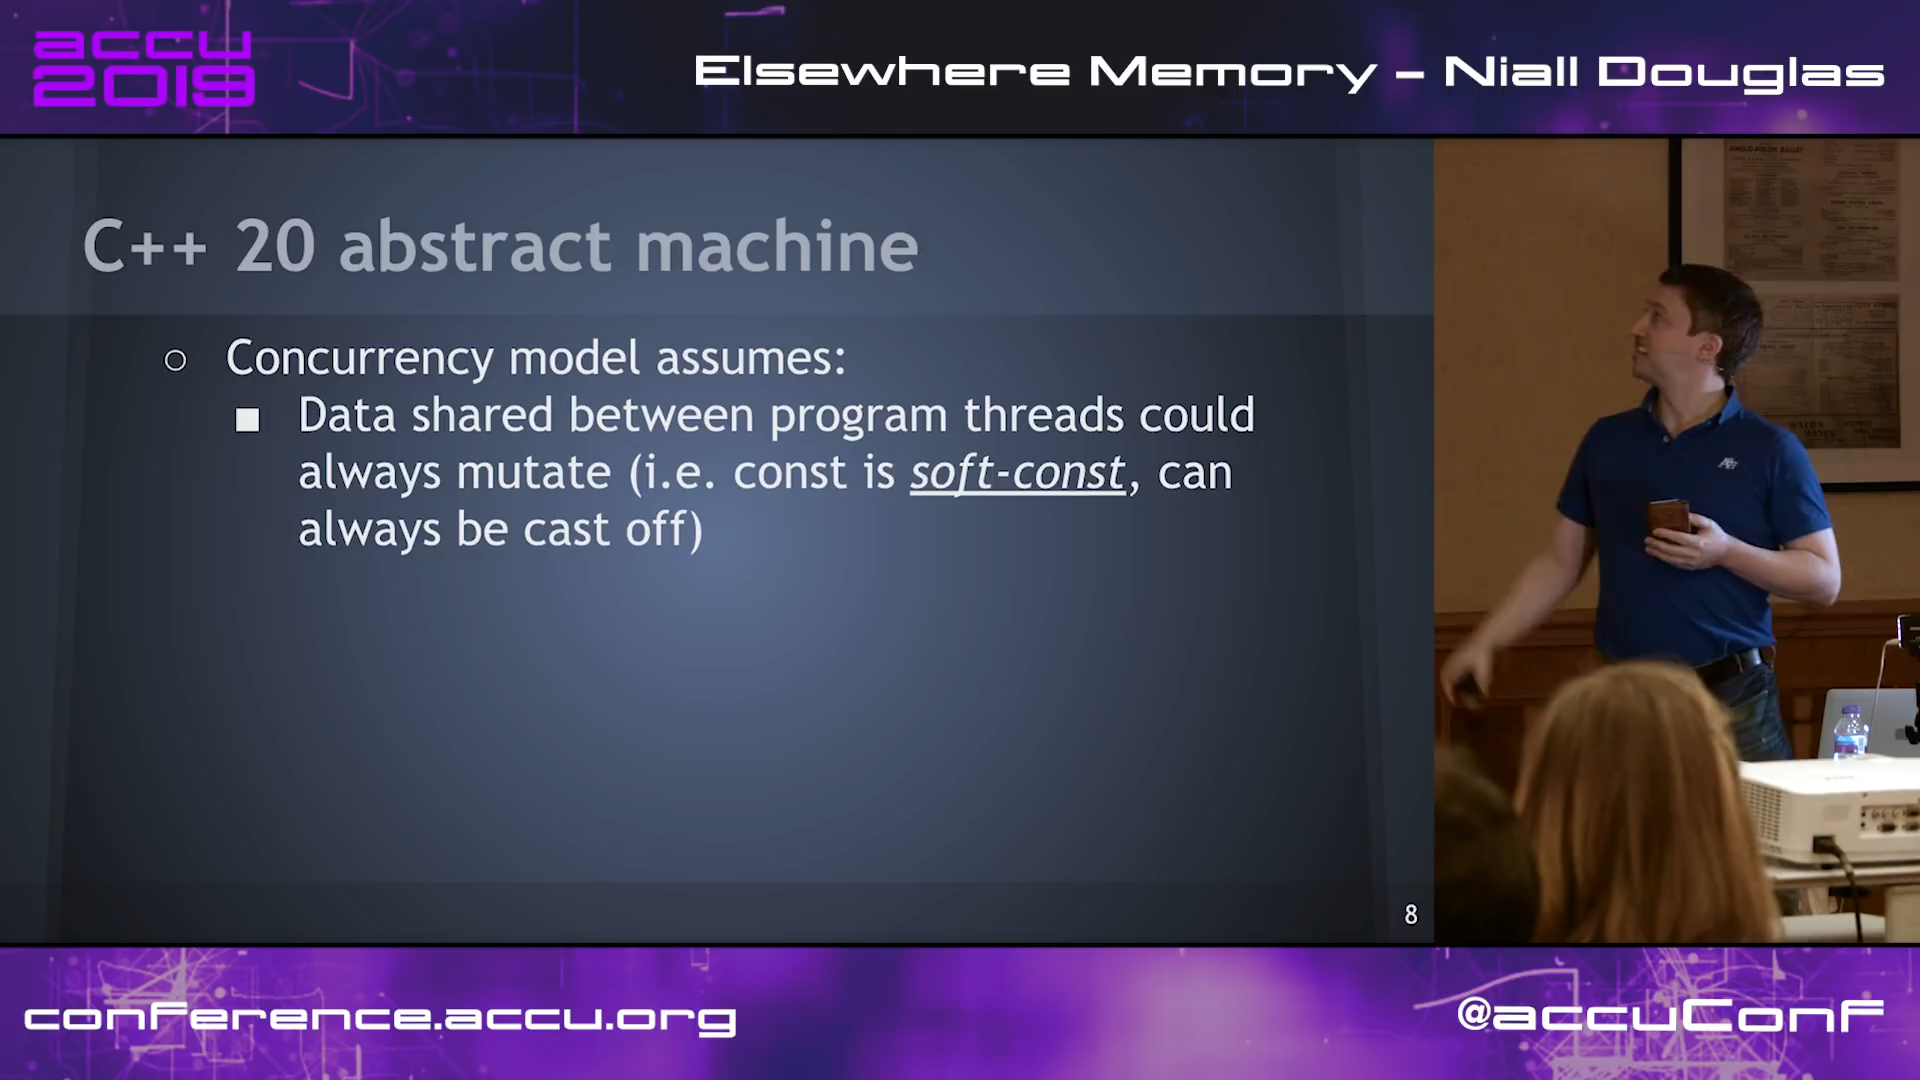 accu
2019
Elsewhere Memory – Niall Douglas
C++ 20 abstract machine
○ Concurrency model assumes:
■ Data shared between program threads could
always mutate (i.e. const is soft-const, can
always be cast off)
8
conference.accu.org
@accuConf